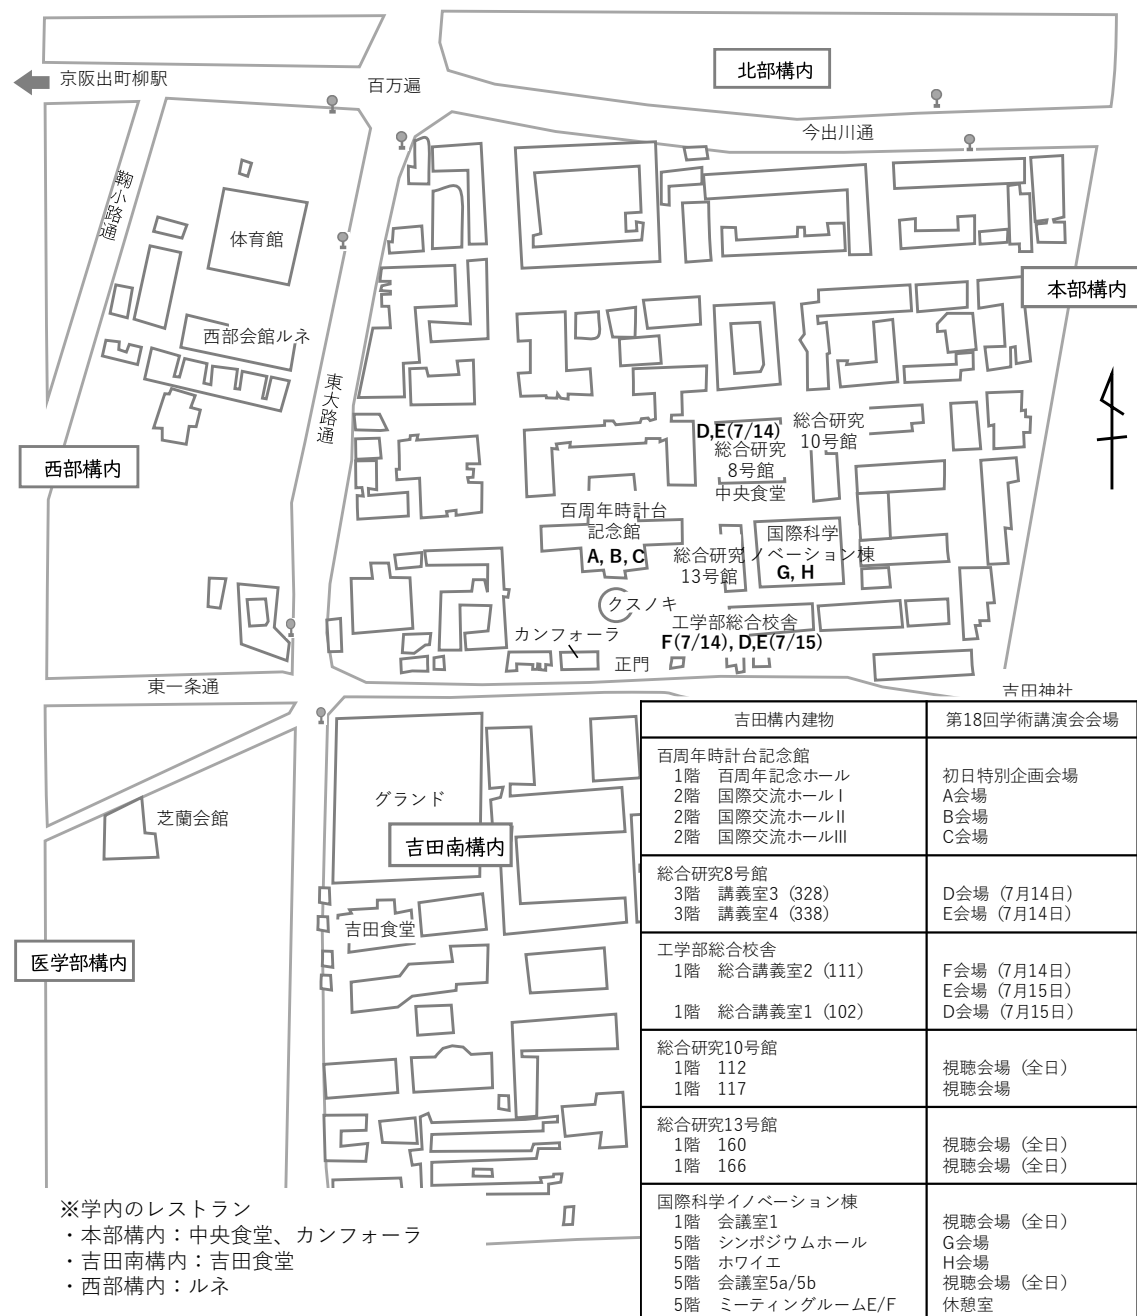 北部構内
京阪出町柳駅
百万遍
今出川通
鞠小路通
体育館
本部構内
西部会館ルネ
東大路通
D,E(7/14)
総合研究
10号館
総合研究
8号館
中央食堂
西部構内
百周年時計台
記念館
A, B, C
総合研究
13号館
国際科学
ノベーション棟
G, H
クスノキ
工学部総合校舎
F(7/14), D,E(7/15)
カンフォーラ
正門
東一条通
吉田神社
グランド
芝蘭会館
吉田南構内
吉田食堂
医学部構内
吉田構内建物 第18回学術講演会会場
百周年時計台記念館
1階 百周年記念ホール 初日特別企画会場
2階 国際交流ホールⅠ A会場
2階 国際交流ホールII B会場
2階 国際交流ホールIII C会場
総合研究8号館
3階 講義室3（328） D会場（7月14日）
3階 講義室4（338） E会場（7月14日）
工学部総合校舎
1階 総合講義室2（111） F会場（7月14日）
E会場（7月15日）
1階 総合講義室1（102） D会場（7月15日）
総合研究10号館
1階 112 視聴会場（全日）
1階 117 視聴会場
総合研究13号館
1階 160 視聴会場（全日）
1階 166 視聴会場（全日）
国際科学イノベーション棟
1階 会議室1 視聴会場（全日）
5階 シンポジウムホール G会場
5階 ホワイエ H会場
5階 会議室5a/5b 視聴会場（全日）
5階 ミーティングルームE/F 休憩室
※学内のレストラン
・本部構内：中央食堂、カンフォーラ
・吉田南構内：吉田食堂
・西部構内：ルネ